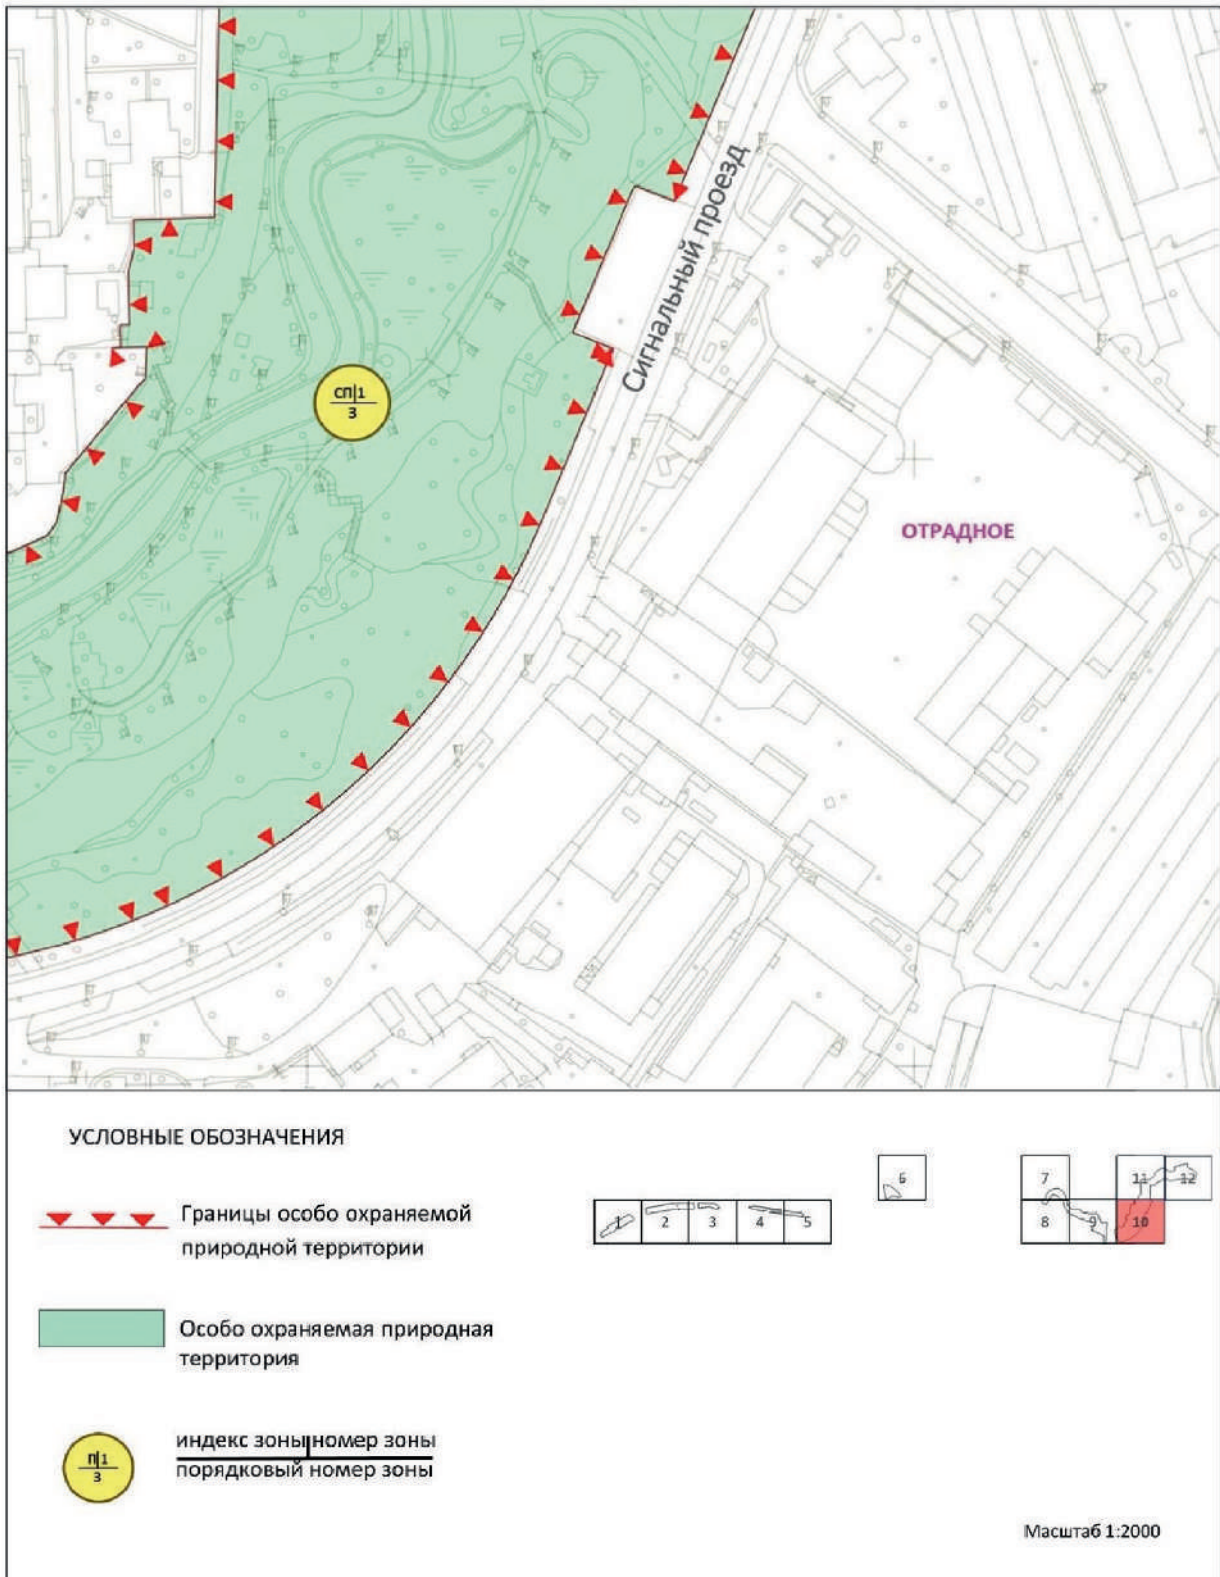 Сигнальный проезд
СП|1
3
ОТРАДНОЕ
УСЛОВНЫЕ ОБОЗНАЧЕНИЯ
Границы особо охраняемой
природной территории
Особо охраняемая природная
территория
П|1
3
индекс зоны|номер зоны
порядковый номер зоны
6
7
11
12
1
2
3
4
5
8
9
10
Масштаб 1:2000